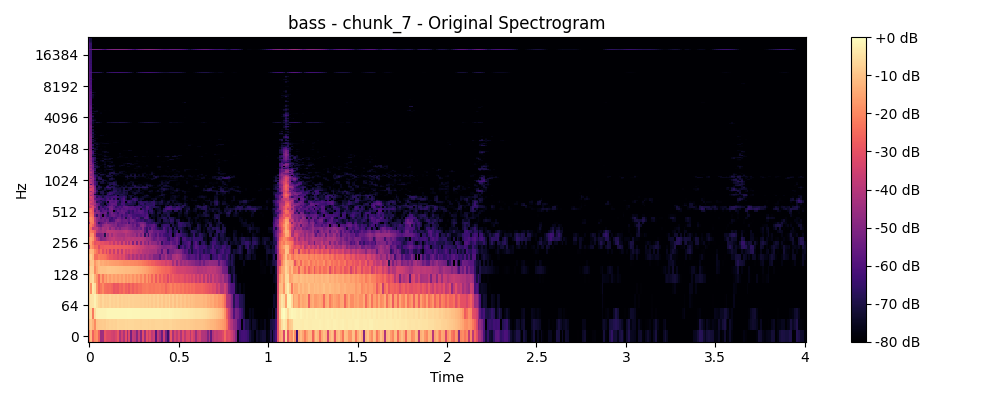 bass - chunk_7 - Original Spectrogram
Hz
16384
8192
4096
2048
1024
512
256
128
64
0
0
0.5
1
1.5
2
2.5
3
3.5
4
Time
+0 dB
-10 dB
-20 dB
-30 dB
-40 dB
-50 dB
-60 dB
-70 dB
-80 dB